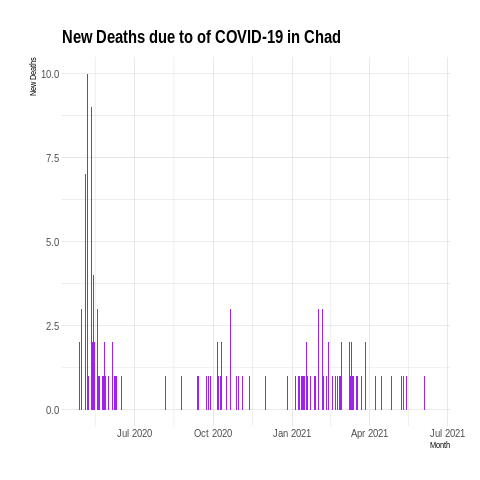 New Deaths due to of COVID-19 in Chad
New Deaths
10.0
7.5
5.0
2.5
0.0
Jul 2020 Oct 2020 Jan 2021 Apr 2021 Jul 2021
Month